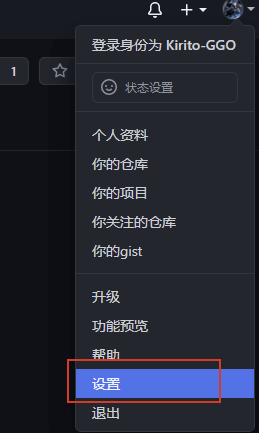 登录身份为 Kirito-GGO
1
状态设置
个人资料
你的仓库
你的项目
你关注的仓库
你的gist
升级
功能预览
帮助
设置
退出